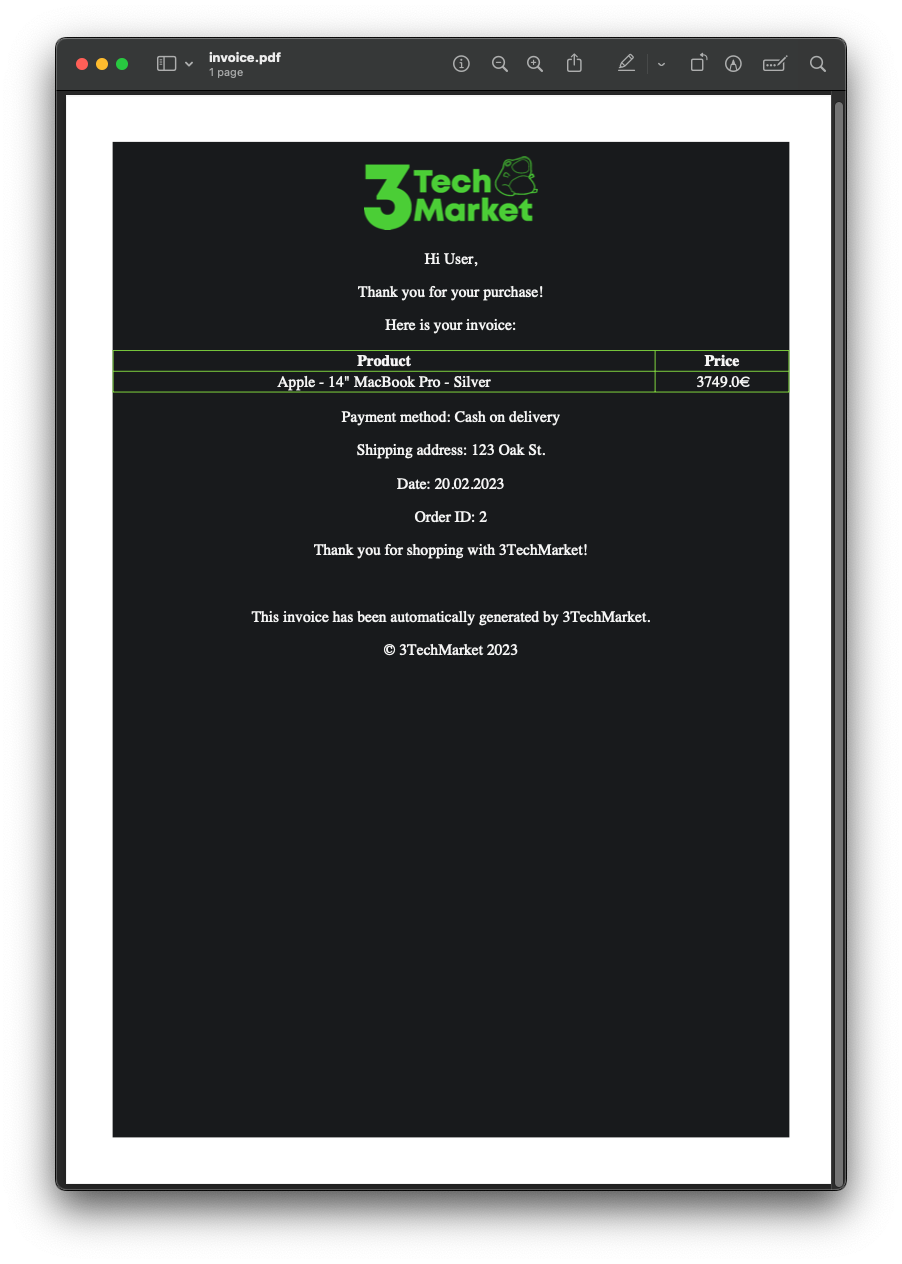 invoice.pdf
1 page
3 Tech
Market
Hi User,
Thank you for your purchase!
Here is your invoice:
Product Price
Apple - 14" MacBook Pro - Silver 3749.0€
Payment method: Cash on delivery
Shipping address: 123 Oak St.
Date: 20.02.2023
Order ID: 2
Thank you for shopping with 3TechMarket!
This invoice has been automatically generated by 3TechMarket.
© 3TechMarket 2023